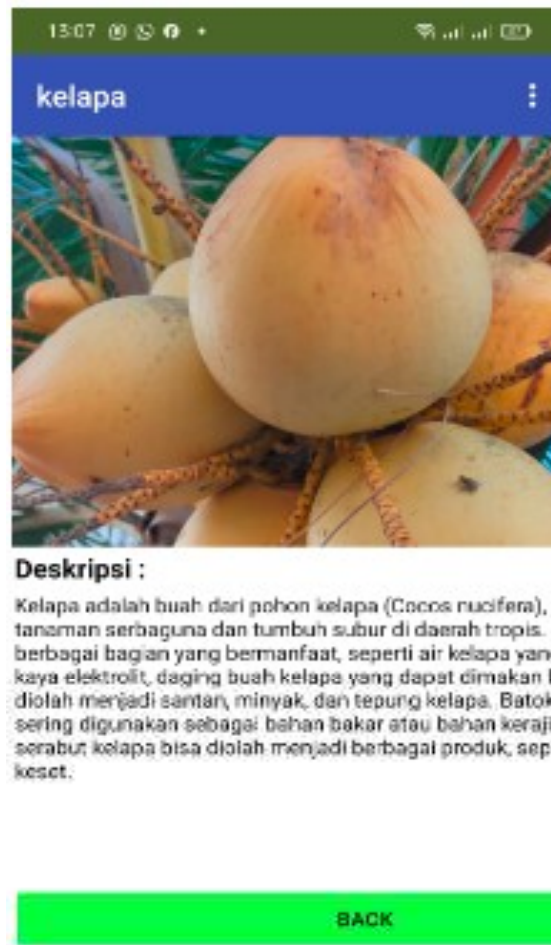 13:07
kelapa
Deskripsi :
Kelapa adalah buah dari pohon kelapa (Cocos nucifera),
tanaman serbaguna dan tumbuh subur di daerah tropis.
berbagai bagian yang bermanfaat, seperti air kelapa yang
kaya elektrolit, daging buah kelapa yang dapat dimakan
diolah menjadi santan, minyak, dan tepung kelapa. Batok
sering digunakan sebagai bahan bakar atau bahan keraji
serabut kelapa bisa diolah menjadi berbagai produk, sep
keset.
BACK